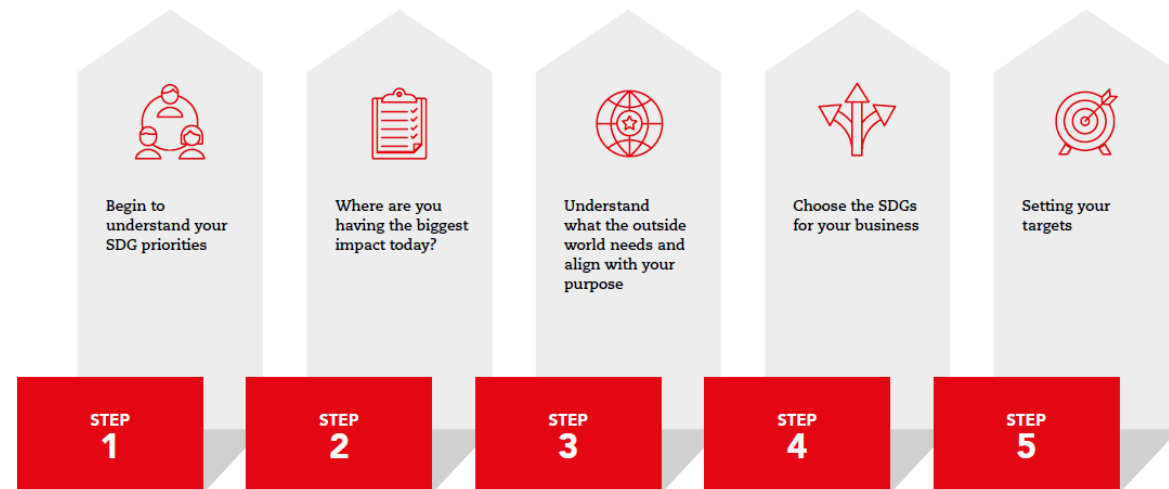 Begin to
understand your
SDG priorities
Where are you
having the biggest
impact today?
Understand
what the outside
world needs and
align with your
purpose
Choose the SDGs
for your business
Setting your
targets
STEP
1
STEP
2
STEP
3
STEP
4
STEP
5